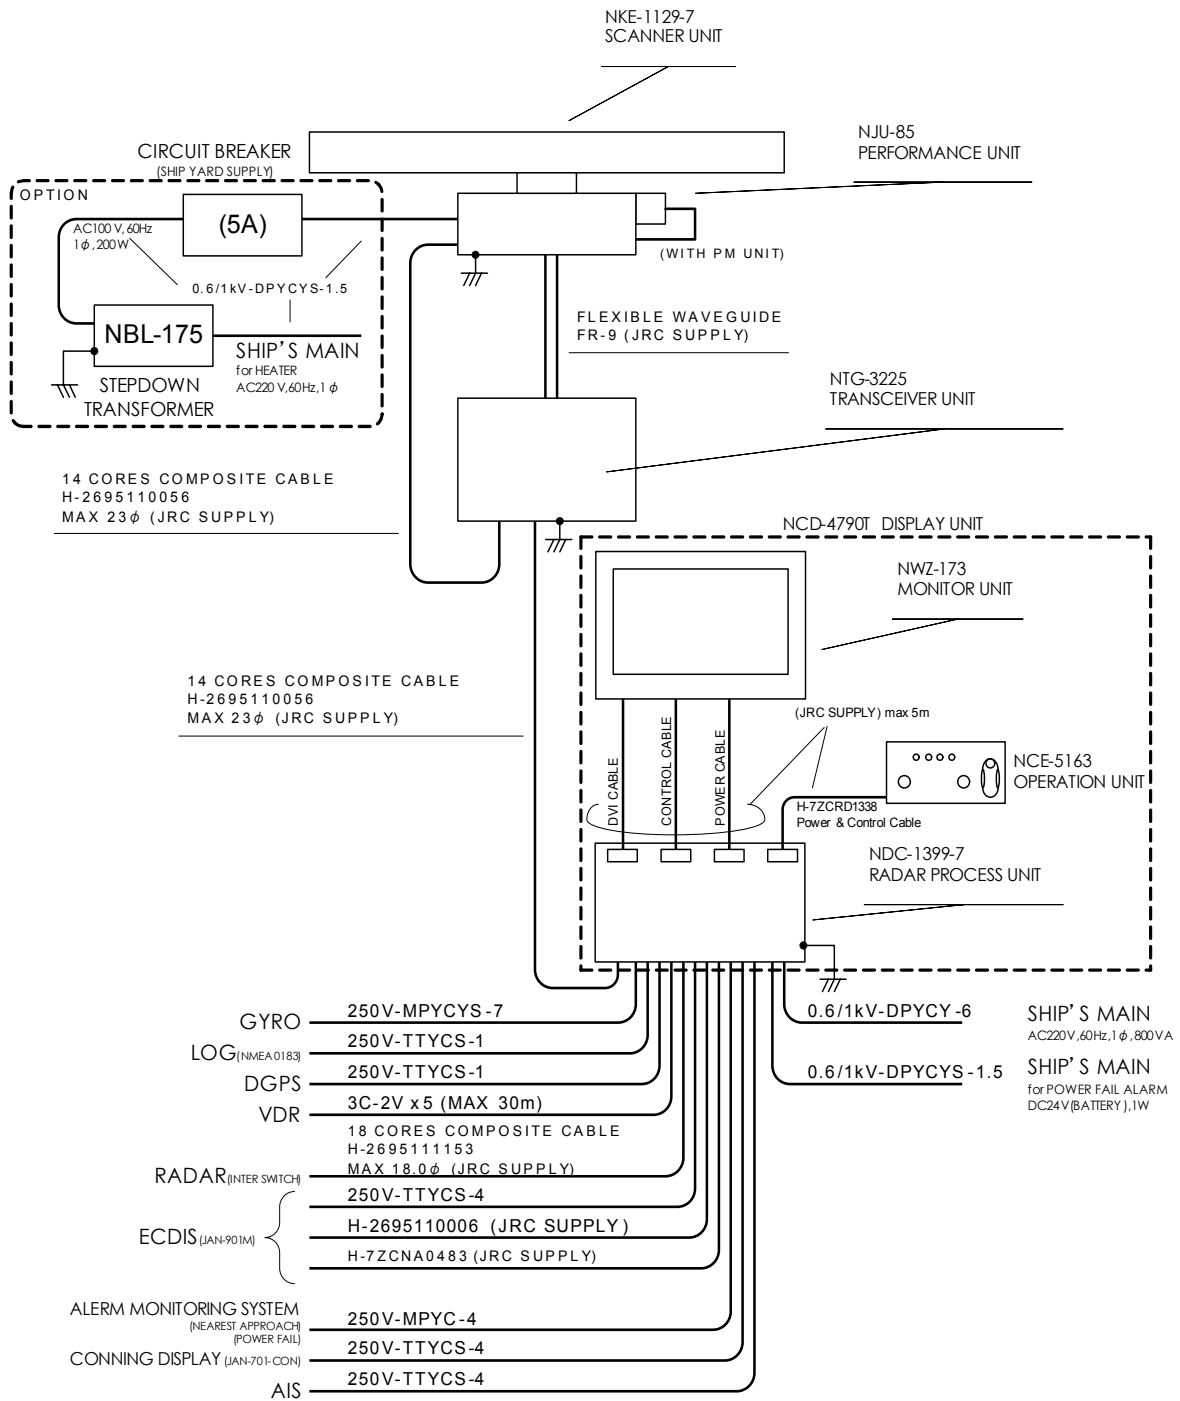 NKE-1129-7
SCANNER UNIT
NJU-85
PERFORMANCE UNIT
CIRCUIT BREAKER
(SHIP YARD SUPPLY)
OPTION
(5A)
AC100 V,60Hz
1φ,200W
(WITH PM UNIT)
0.6/1kV-DPYCYS-1.5
NBL-175
SHIP'S MAIN
for HEATER
AC220 V,60Hz,1φ
STEPDOWN
TRANSFORMER
FLEXIBLE WAVEGUIDE
FR-9 (JRC SUPPLY)
NTG-3225
TRANSCEIVER UNIT
14 CORES COMPOSITE CABLE
H-2695110056
MAX 23φ (JRC SUPPLY)
NCD-4790T DISPLAY UNIT
NWZ-173
MONITOR UNIT
14 CORES COMPOSITE CABLE
H-2695110056
MAX 23φ (JRC SUPPLY)
(JRC SUPPLY) max 5m
DVI CABLE
CONTROL CABLE
POWER CABLE
NCE-5163
OPERATION UNIT
H-7ZCRD1338
Power & Control Cable
NDC-1399-7
RADAR PROCESS UNIT
GYRO
250V-MPYCYS-7
LOG(NMEA0183)
250V-TTYCS-1
DGPS
250V-TTYCS-1
VDR
3C-2V x5 (MAX 30m)
18 CORES COMPOSITE CABLE
H-2695111153
MAX 18.0φ (JRC SUPPLY)
RADAR(INTER SWITCH)
250V-TTYCS-4
ECDIS(JAN-901M)
H-2695110006 (JRC SUPPLY)
H-7ZCNA0483 (JRC SUPPLY)
ALERM MONITORING SYSTEM
(NEAREST APPROACH)
(POWER FAIL)
250V-MPYC-4
CONNING DISPLAY (JAN-701-CON)
250V-TTYCS-4
AIS
250V-TTYCS-4
0.6/1kV-DPYCY-6
SHIP'S MAIN
AC220V,60Hz,1φ,800VA
0.6/1kV-DPYCYS-1.5
SHIP'S MAIN
for POWER FAIL ALARM
DC24V(BATTERY),1W